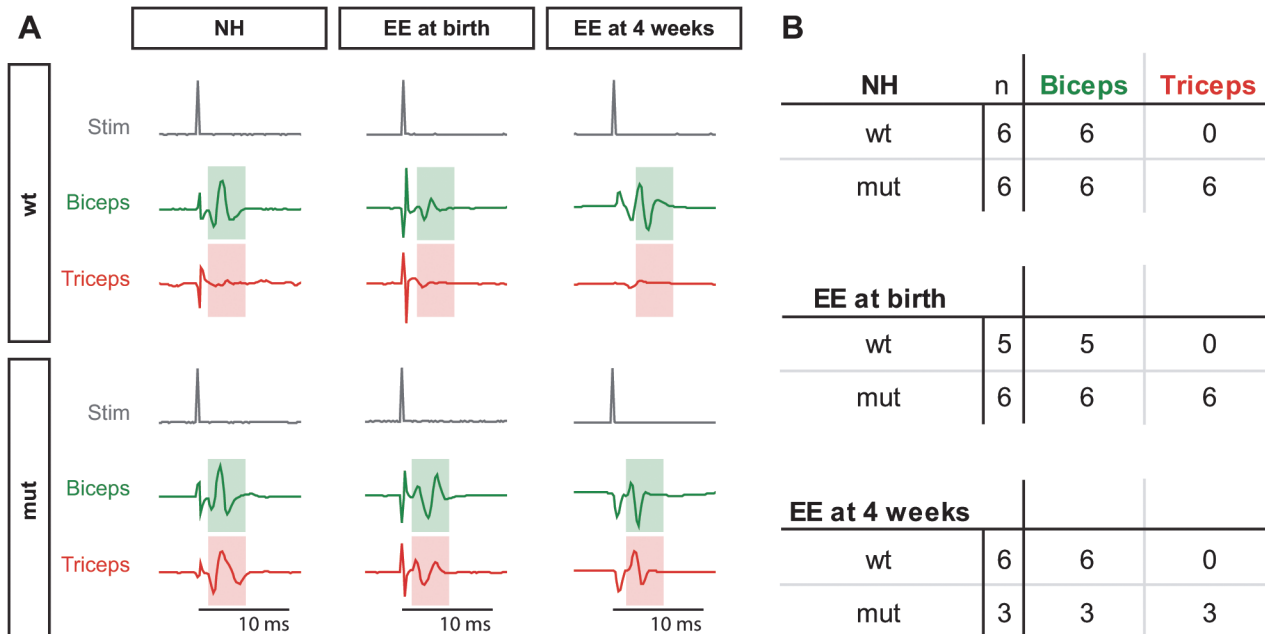 A
NH
EE at birth
EE at 4 weeks
wt
Stim
Biceps
Triceps
mut
Stim
Biceps
Triceps
10 ms
10 ms
10 ms
B
NH n Biceps Triceps
wt 6 6 0
mut 6 6 6
EE at birth
wt 5 5 0
mut 6 6 6
EE at 4 weeks
wt 6 6 0
mut 3 3 3